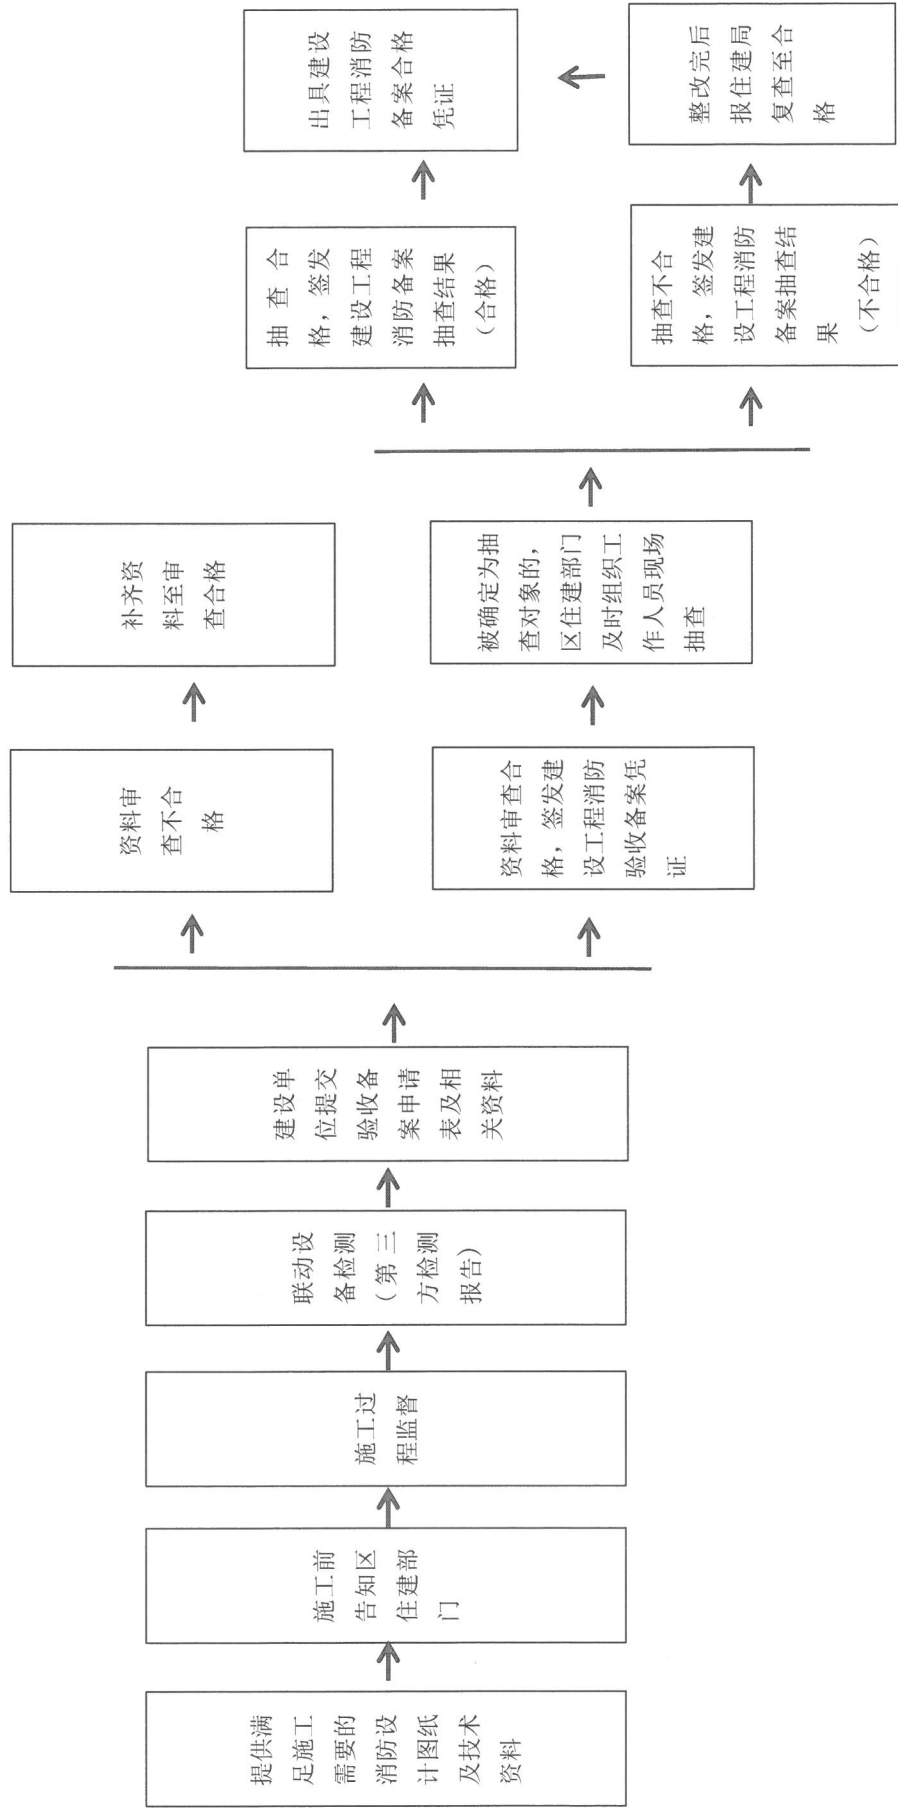 提供满
足施工
需要的
消防设
计图纸
及技术
资料
施工前
告知区
住建部
门
施工过
程监督
联动设
备检测
（第三
方检测
报告）
建设单
位提交
验收备
案申请
表及相
关资料
资料审
查不合
格
补齐资
料至审
查合格
资料审查合
格，签发建
设工程消防
验收备案凭
证
被确定为抽
查对象的，
区住建部门
及时组织工
作人员现场
抽查
抽查合
格，签发
建设工程
消防备案
抽查结果
（合格）
出具建设
工程消防
备案合格
凭证
抽查不合
格，签发建
设工程消防
备案抽查结
果
（不合格）
整改完后
报住建局
复查至合
格